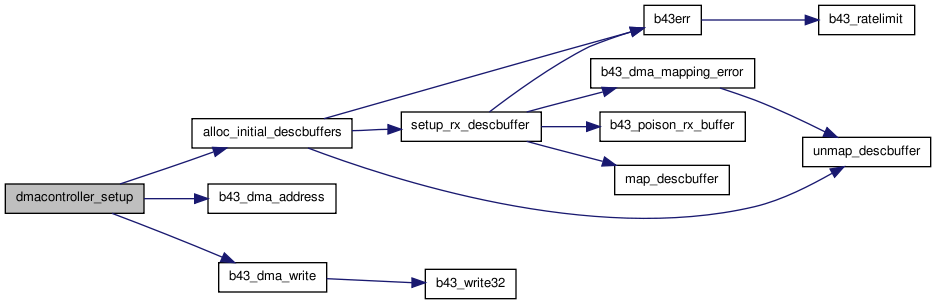 b43err
b43_ratelimit
b43_dma_mapping_error
alloc_initial_descbuffers
setup_rx_descbuffer
b43_poison_rx_buffer
unmap_descbuffer
map_descbuffer
dmacontroller_setup
b43_dma_address
b43_dma_write
b43_write32